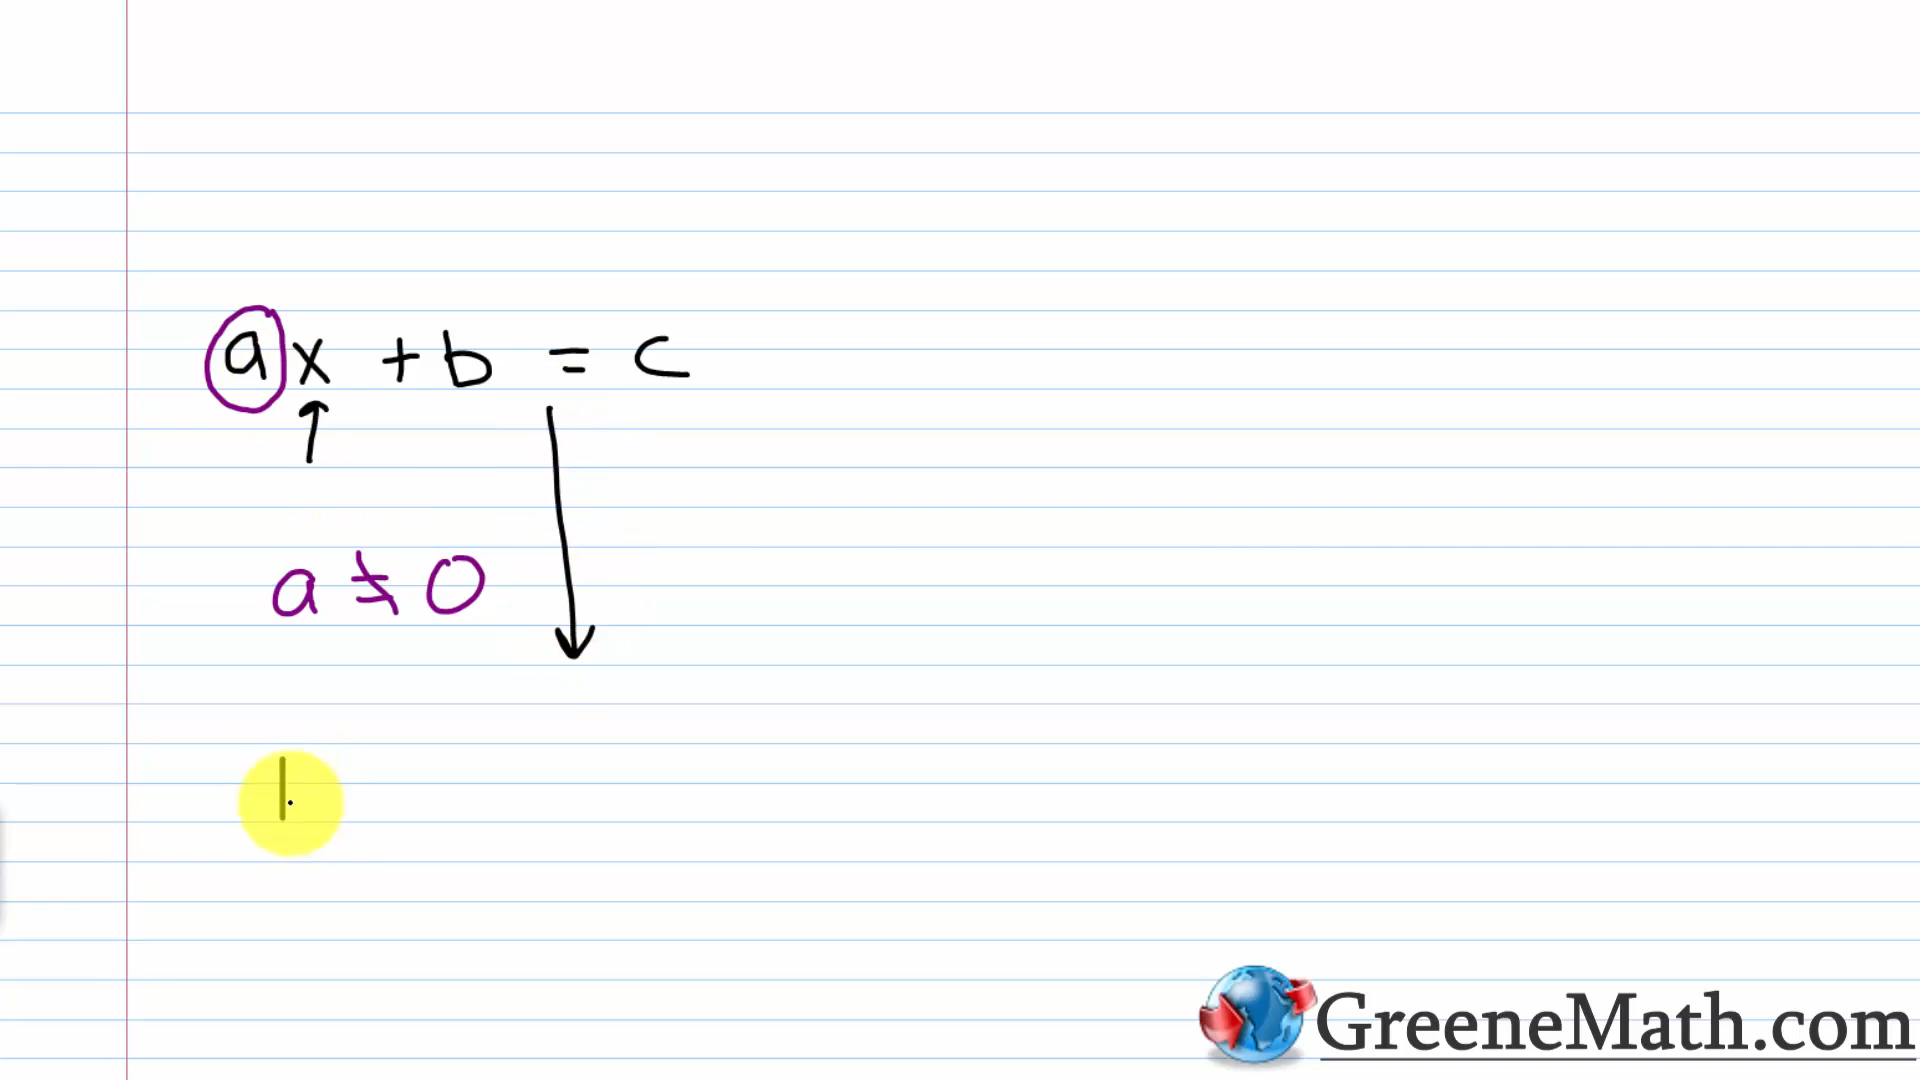 ax + b = c
a ≠ 0
GreeneMath.com